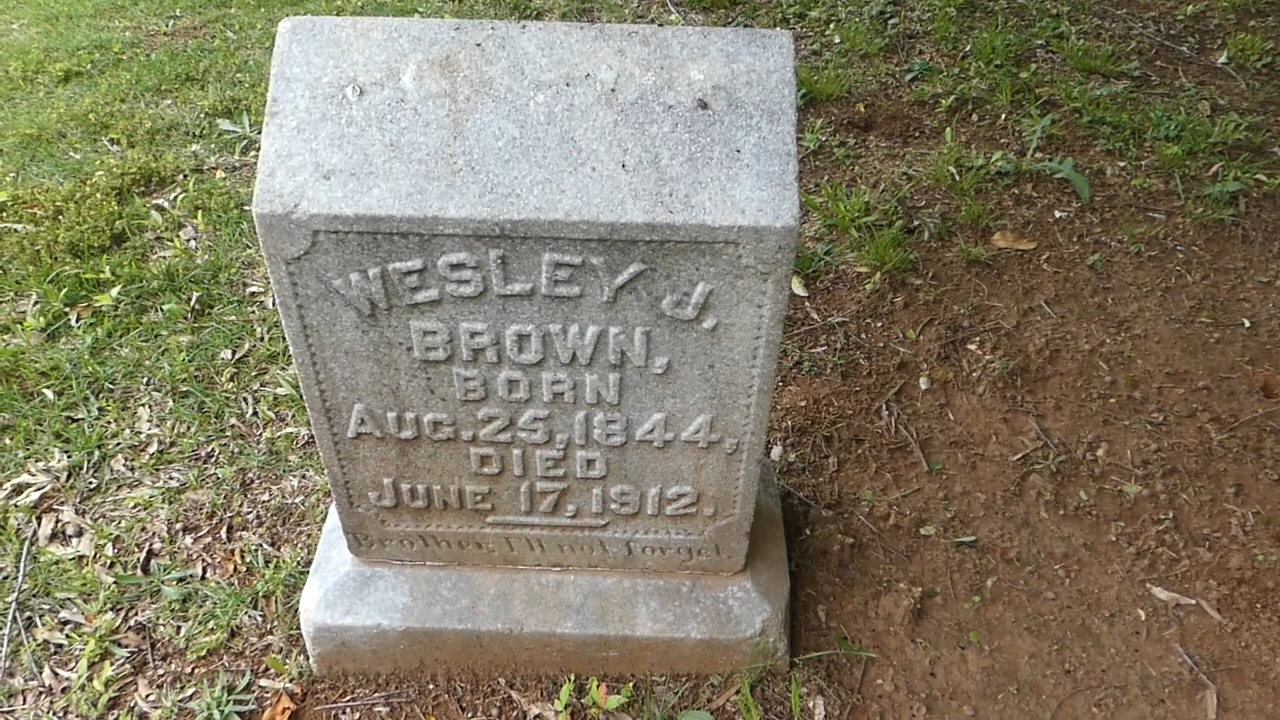 WESLEY J.
BROWN,
BORN
AUG. 25, 1844,
DIED
JUNE 17, 1912.
Brother, I'll not forget.